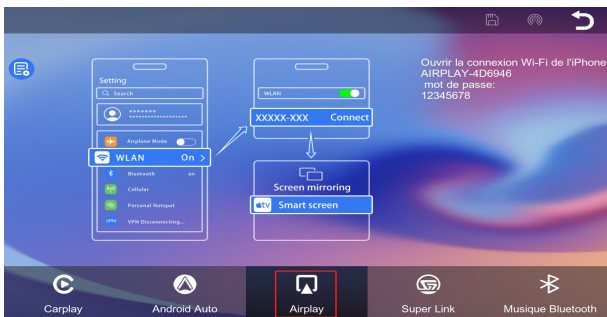 Ouvrir la connexion Wi-Fi de l'iPhone
AIRPLAY-4D6946
mot de passe:
12345678
Setting
Search
*******
*******************
Airplane Mode
WLAN On >
Bluetooth on
Cellular
Personal Hotspot
VPN VPN Disconnecting...
WLAN
XXXXX-XXX Connect
Screen mirroring
tv Smart screen
Carplay
Android Auto
Airplay
Super Link
Musique Bluetooth